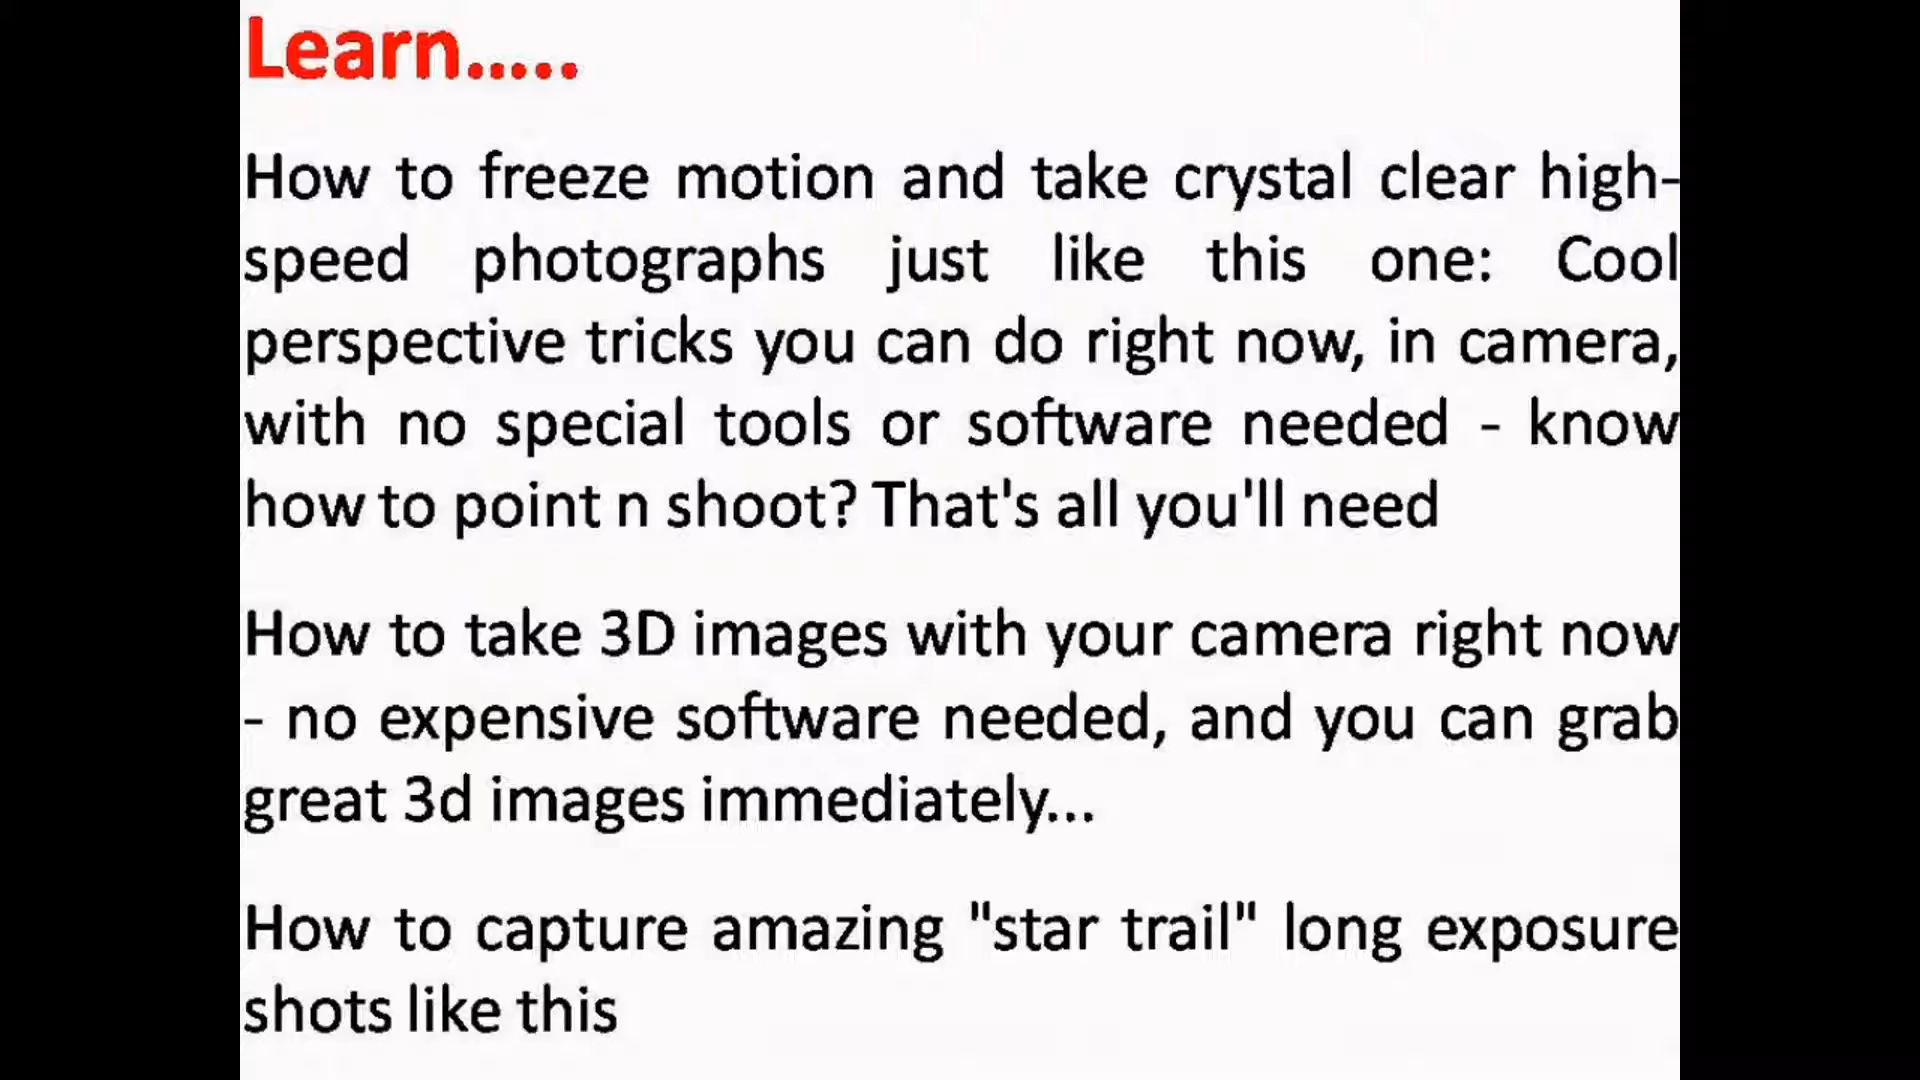 Learn.....
How to freeze motion and take crystal clear high-
speed photographs just like this one: Cool
perspective tricks you can do right now, in camera,
with no special tools or software needed - know
how to point n shoot? That's all you'll need
How to take 3D images with your camera right now
- no expensive software needed, and you can grab
great 3d images immediately...
How to capture amazing "star trail" long exposure
shots like this